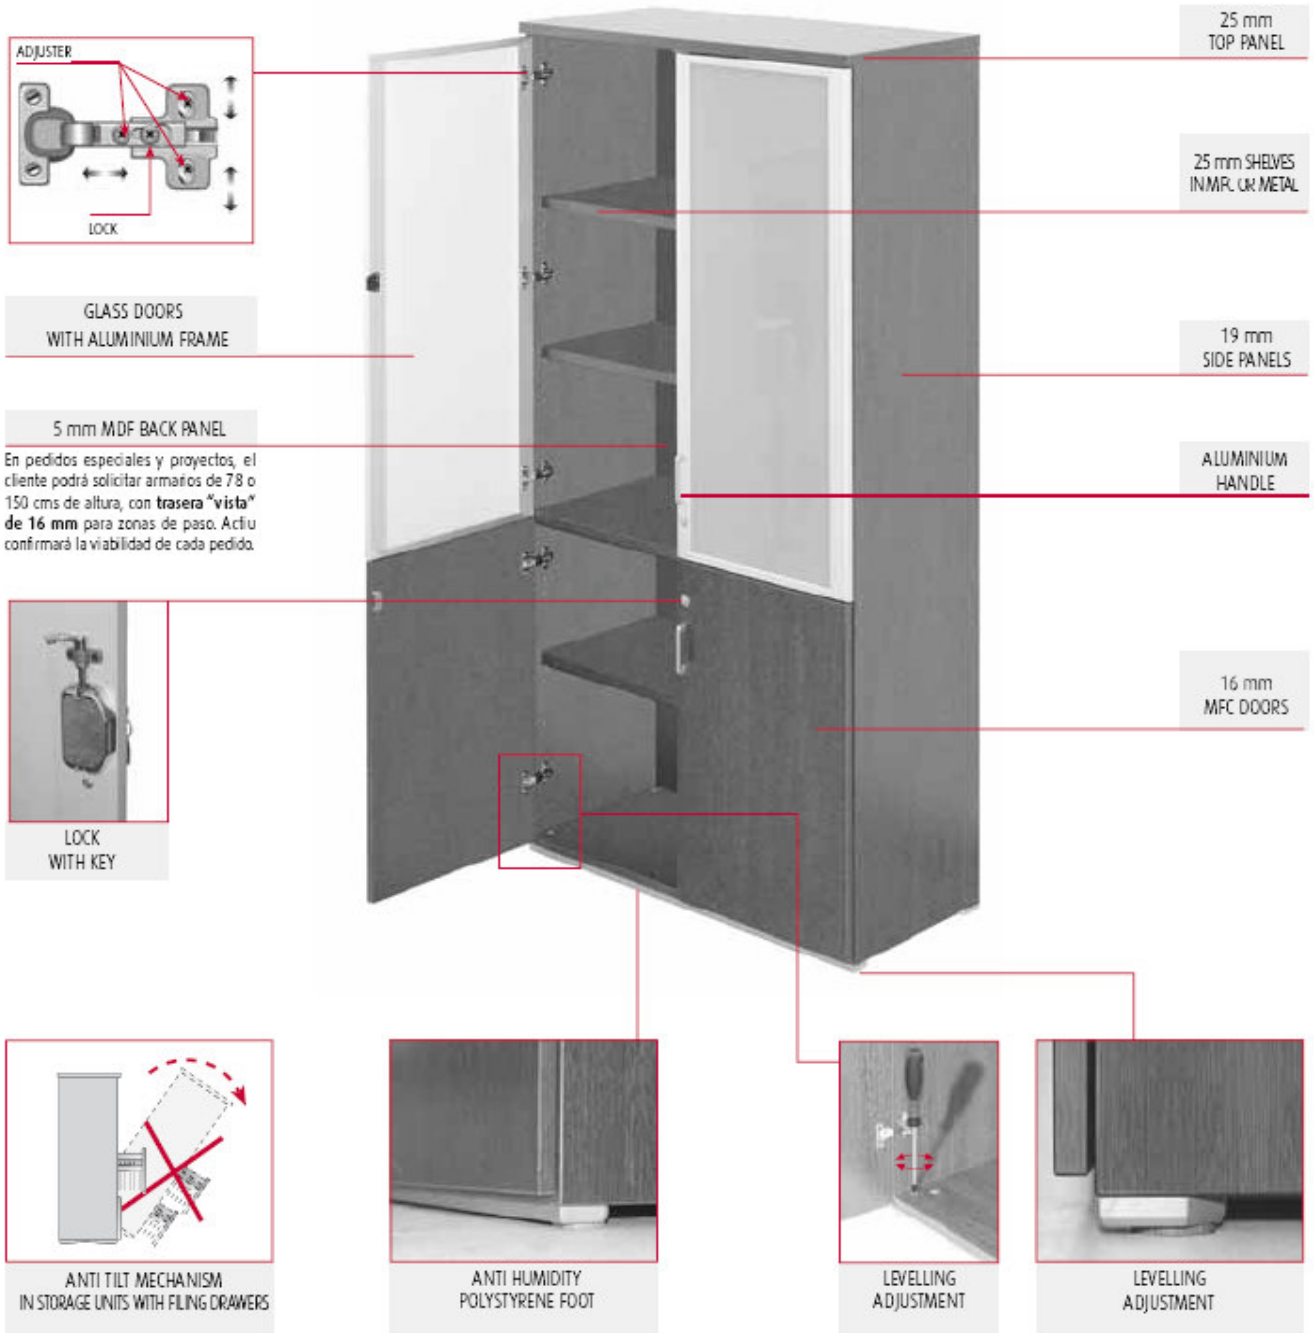 ADJUSTER
LOCK
25 mm
TOP PANEL
25 mm SHELVES
IN MFC OR METAL
GLASS DOORS
WITH ALUMINIUM FRAME
19 mm
SIDE PANELS
5 mm MDF BACK PANEL
En pedidos especiales y proyectos, el
cliente podrá solicitar armarios de 78 o
150 cms de altura, con trasera "vista"
de 16 mm para zonas de paso. Actiu
confirmará la viabilidad de cada pedido.
ALUMINIUM
HANDLE
16 mm
MFC DOORS
LOCK
WITH KEY
ANTI TILT MECHANISM
IN STORAGE UNITS WITH FILING DRAWERS
ANTI HUMIDITY
POLYSTYRENE FOOT
LEVELLING
ADJUSTMENT
LEVELLING
ADJUSTMENT